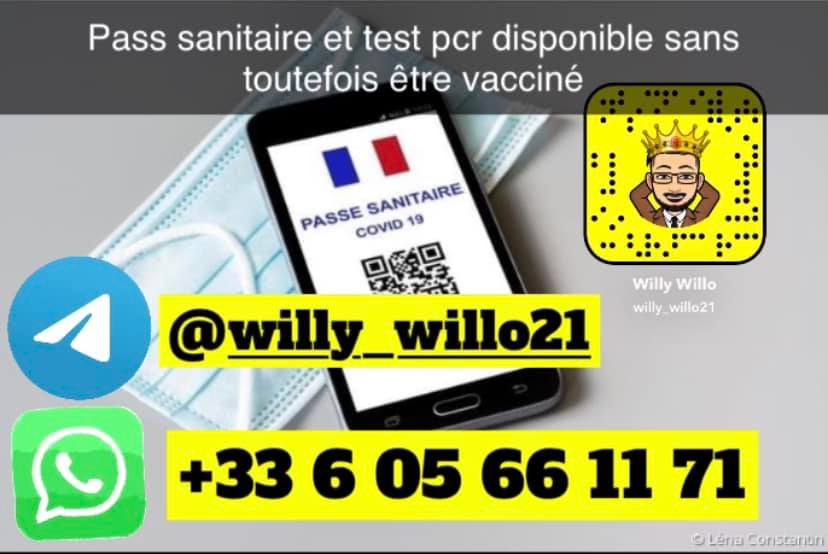 Pass sanitaire et test pcr disponible sans
toutefois être vacciné
PASSE SANITAIRE
COVID 19
Willy Willo
willy_willo21
@willy_willo21
+33 6 05 66 11 71
© Léna Constantin